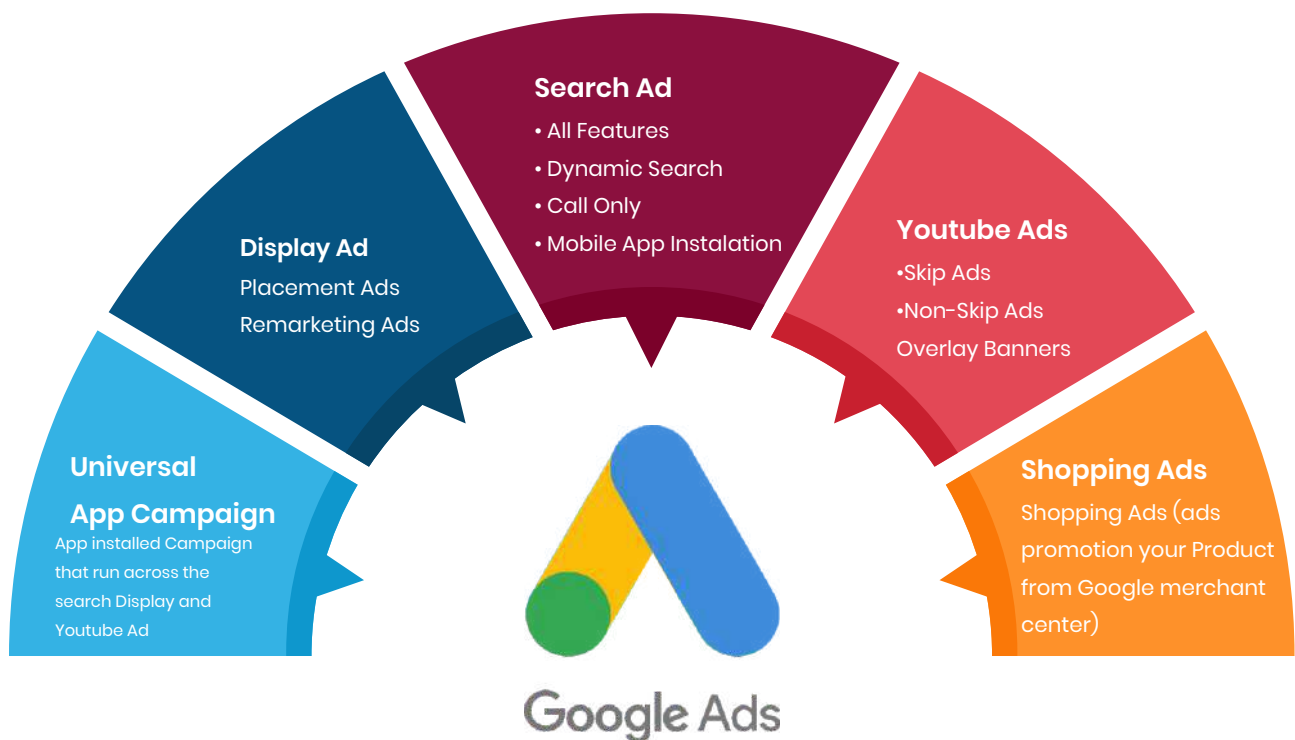 Universal
App Campaign
App installed Campaign
that run across the
search Display and
Youtube Ad
Display Ad
Placement Ads
Remarketing Ads
Search Ad
• All Features
• Dynamic Search
• Call Only
• Mobile App Instalation
Youtube Ads
•Skip Ads
•Non-Skip Ads
Overlay Banners
Shopping Ads
Shopping Ads (ads
promotion your Product
from Google merchant
center)
Google Ads